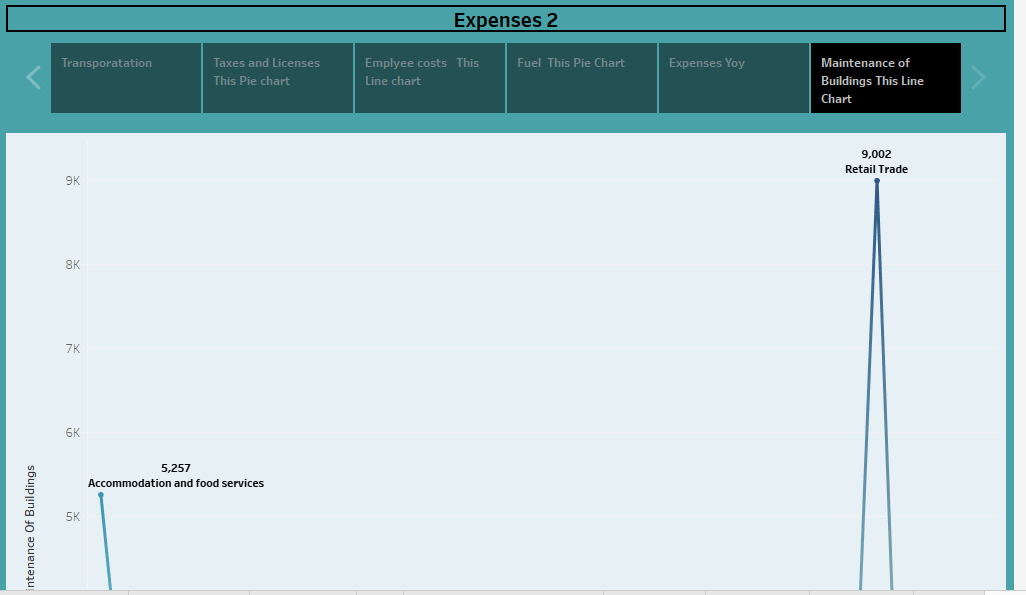 Expenses 2
Transporatation
Taxes and Licenses
This Pie chart
Emplyee costs This
Line chart
Fuel This Pie Chart
Expenses Yoy
Maintenance of
Buildings This Line
Chart
9,002
Retail Trade
9K
8K
7K
6K
5,257
Accommodation and food services
5K
intenance Of Buildings